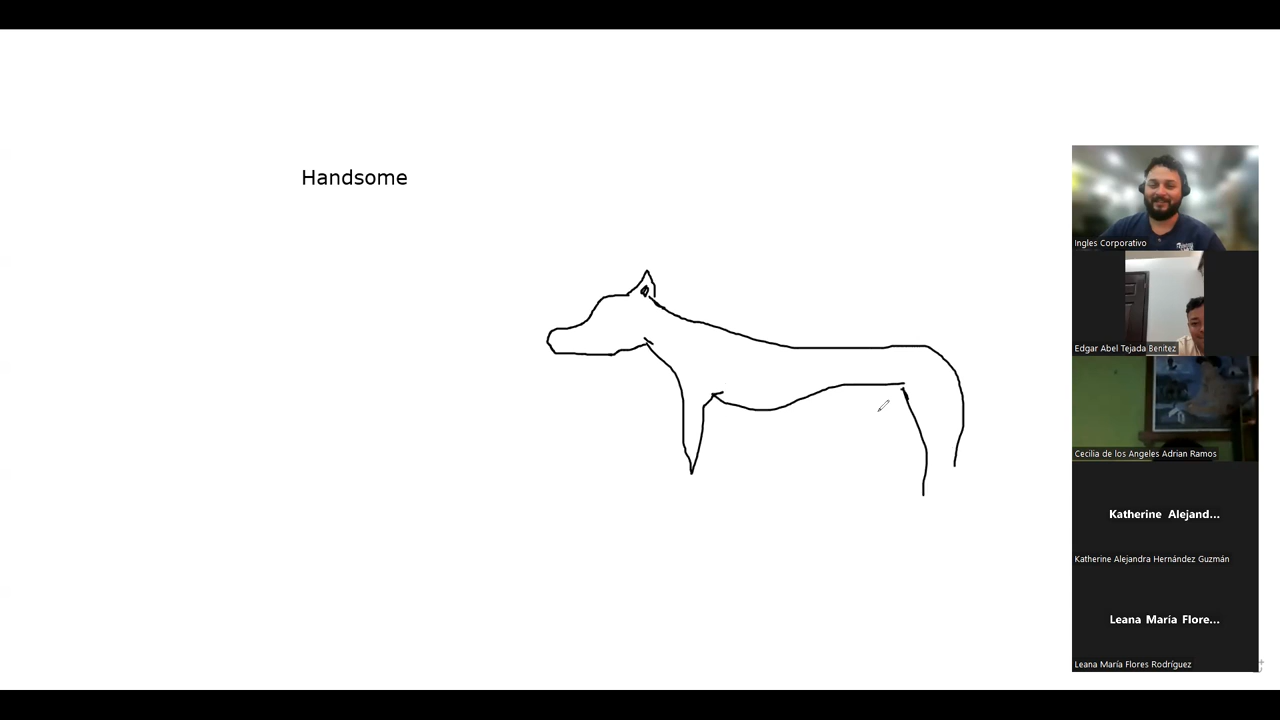 Handsome
Ingles Corporativo
Edgar Abel Tejada Benitez
Cecilia de los Angeles Adrian Ramos
Katherine Alejand...
Katherine Alejandra Hernández Guzmán
Leana María Flore...
Leana María Flores Rodríguez